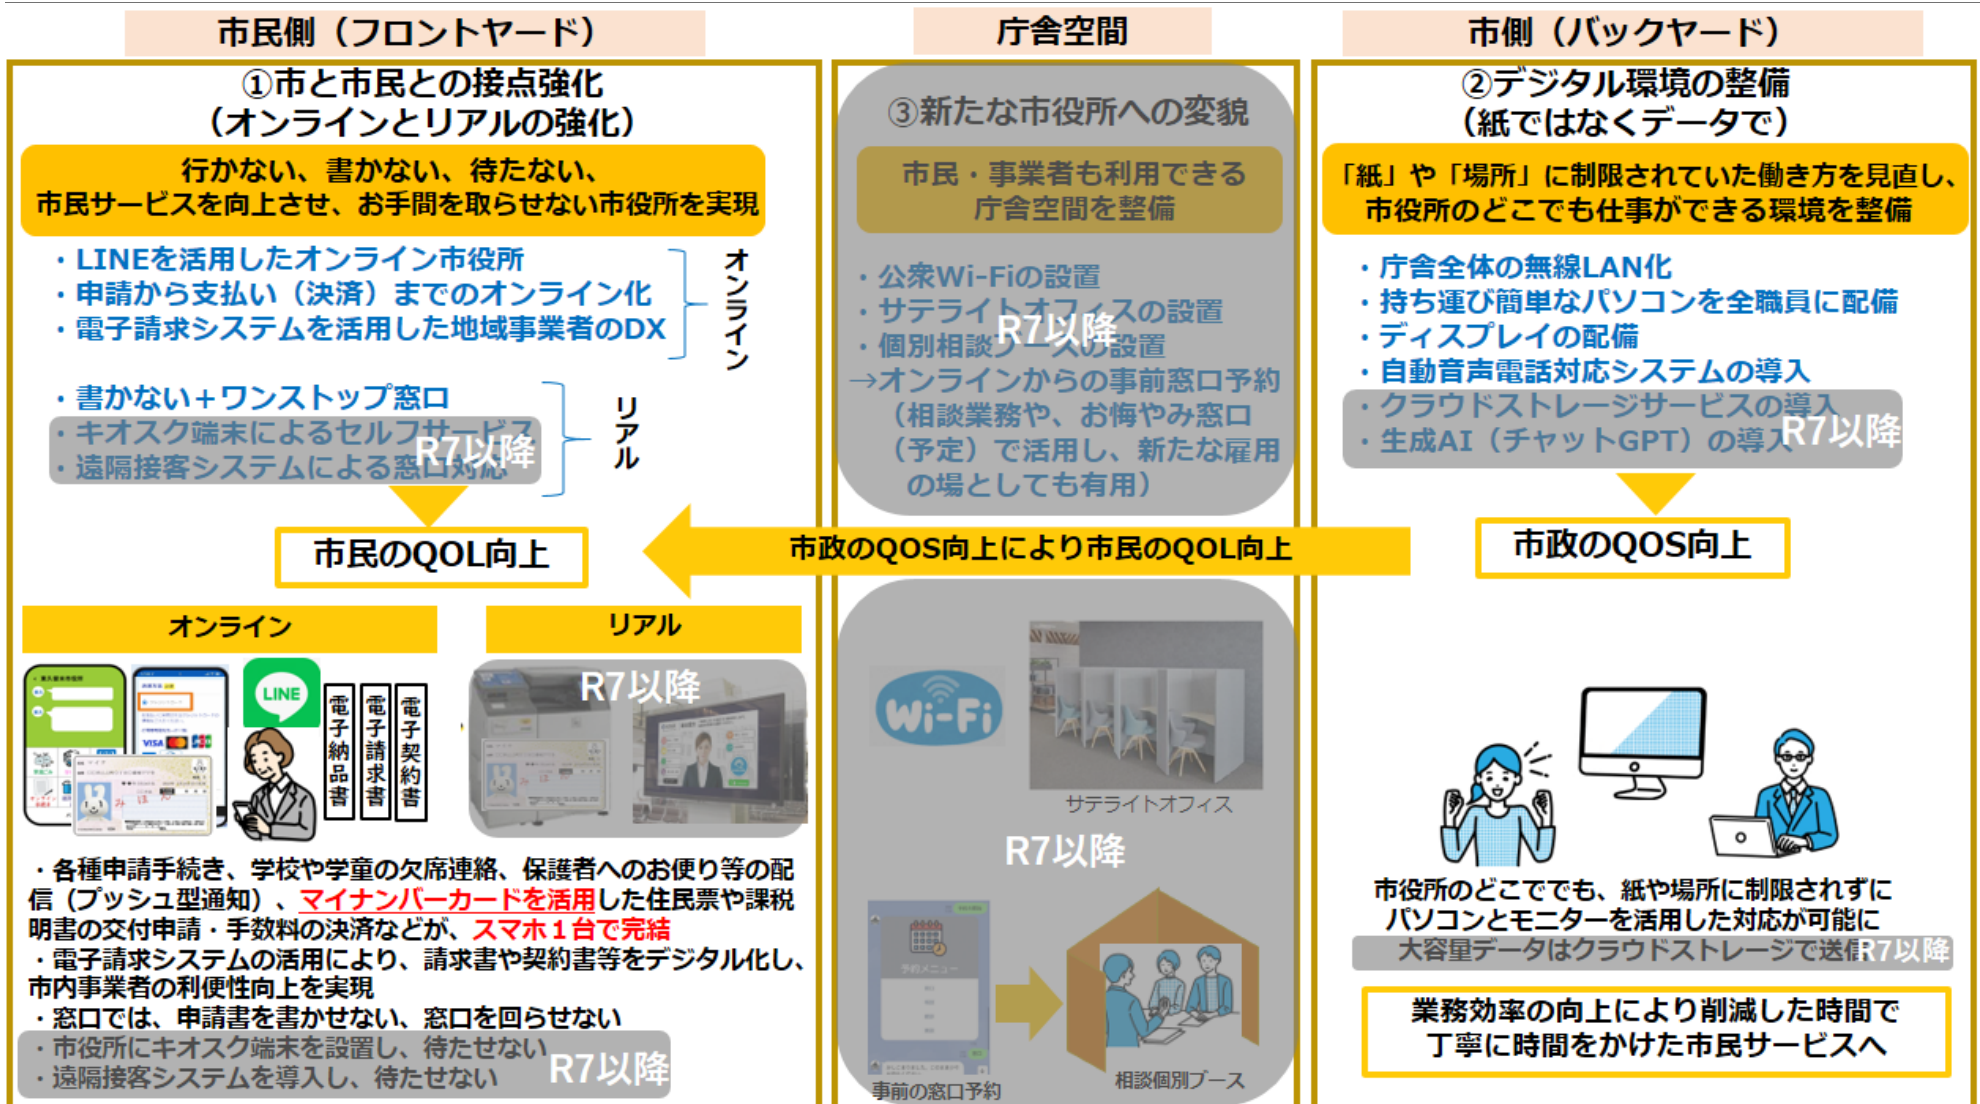 市民側（フロントヤード）
①市と市民との接点強化
（オンラインとリアルの強化）
行かない、書かない、待たない、
市民サービスを向上させ、お手間を取らせない市役所を実現
・LINEを活用したオンライン市役所
・申請から支払い（決済）までのオンライン化
・電子請求システムを活用した地域事業者のDX
オンライン
・書かない＋ワンストップ窓口
・キオスク端末によるセルフサービス
・遠隔接客システムによる窓口対応
R7以降
リアル
市民のQOL向上
オンライン
リアル
LINE
VISA
電子納品書
電子請求書
電子契約書
R7以降
・各種申請手続き、学校や学童の欠席連絡、保護者へのお便り等の配
信（プッシュ型通知）、マイナンバーカードを活用した住民票や課税
明書の交付申請・手数料の決済などが、スマホ１台で完結
・電子請求システムの活用により、請求書や契約書等をデジタル化し、
市内事業者の利便性向上を実現
・窓口では、申請書を書かせない、窓口を回らせない
・市役所にキオスク端末を設置し、待たせない
・遠隔接客システムを導入し、待たせない
R7以降
庁舎空間
③新たな市役所への変貌
市民・事業者も利用できる
庁舎空間を整備
・公衆Wi-Fiの設置
・サテライトオフィスの設置
・個別相談ブースの設置
R7以降
→オンラインからの事前窓口予約
（相談業務や、お悔やみ窓口
（予定）で活用し、新たな雇用
の場としても有用）
市政のQOS向上により市民のQOL向上
Wi-Fi
サテライトオフィス
R7以降
予約メニュー
事前の窓口予約
相談個別ブース
市側（バックヤード）
②デジタル環境の整備
（紙ではなくデータで）
「紙」や「場所」に制限されていた働き方を見直し、
市役所のどこでも仕事ができる環境を整備
・庁舎全体の無線LAN化
・持ち運び簡単なパソコンを全職員に配備
・ディスプレイの配備
・自動音声電話対応システムの導入
・クラウドストレージサービスの導入
・生成AI（チャットGPT）の導入
R7以降
市政のQOS向上
市役所のどこででも、紙や場所に制限されずに
パソコンとモニターを活用した対応が可能に
大容量データはクラウドストレージで送信
R7以降
業務効率の向上により削減した時間で
丁寧に時間をかけた市民サービスへ